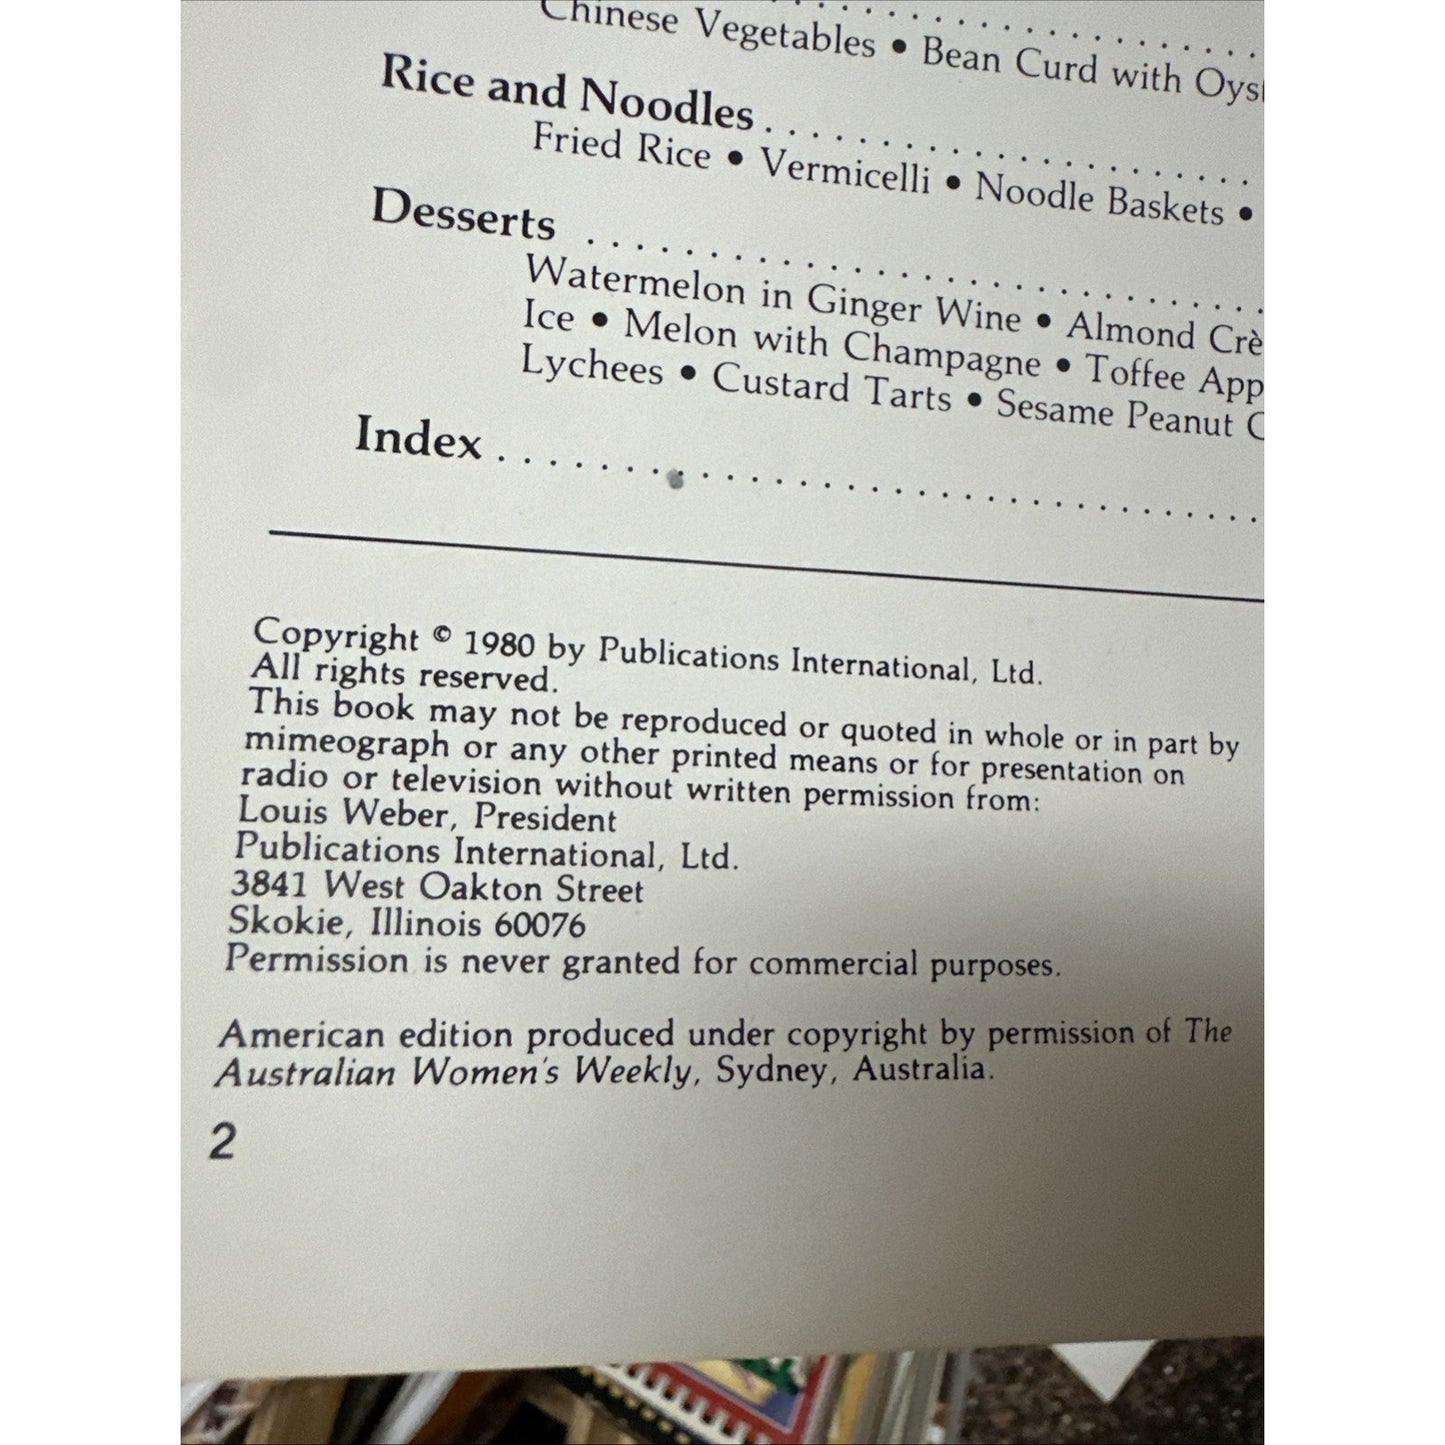 Chinese Vegetables • Bean Curd with
Rice and Noodles
Fried Rice • Vermicelli • Noodle Baskets •
Desserts
Watermelon in Ginger Wine • Almond
Ice • Melon with Champagne • Toffee
Lychees • Custard Tarts • Sesame Peanut
Index
Copyright © 1980 by Publications International, Ltd.
All rights reserved.
This book may not be reproduced or quoted in whole or in part by
mimeograph or any other printed means or for presentation on
radio or television without written permission from:
Louis Weber, President
Publications International, Ltd.
3841 West Oakton Street
Skokie, Illinois 60076
Permission is never granted for commercial purposes.
American edition produced under copyright by permission of The
Australian Women's Weekly, Sydney, Australia.
2